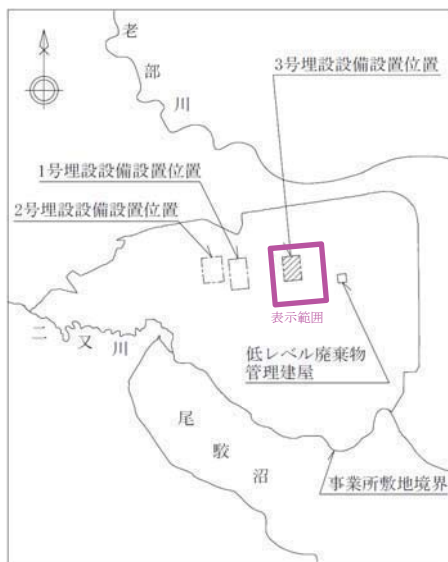 老部川
3号埋設設備設置位置
1号埋設設備設置位置
2号埋設設備設置位置
表示範囲
二又川
低レベル廃棄物
管理建屋
尾駮沼
事業所敷地境界